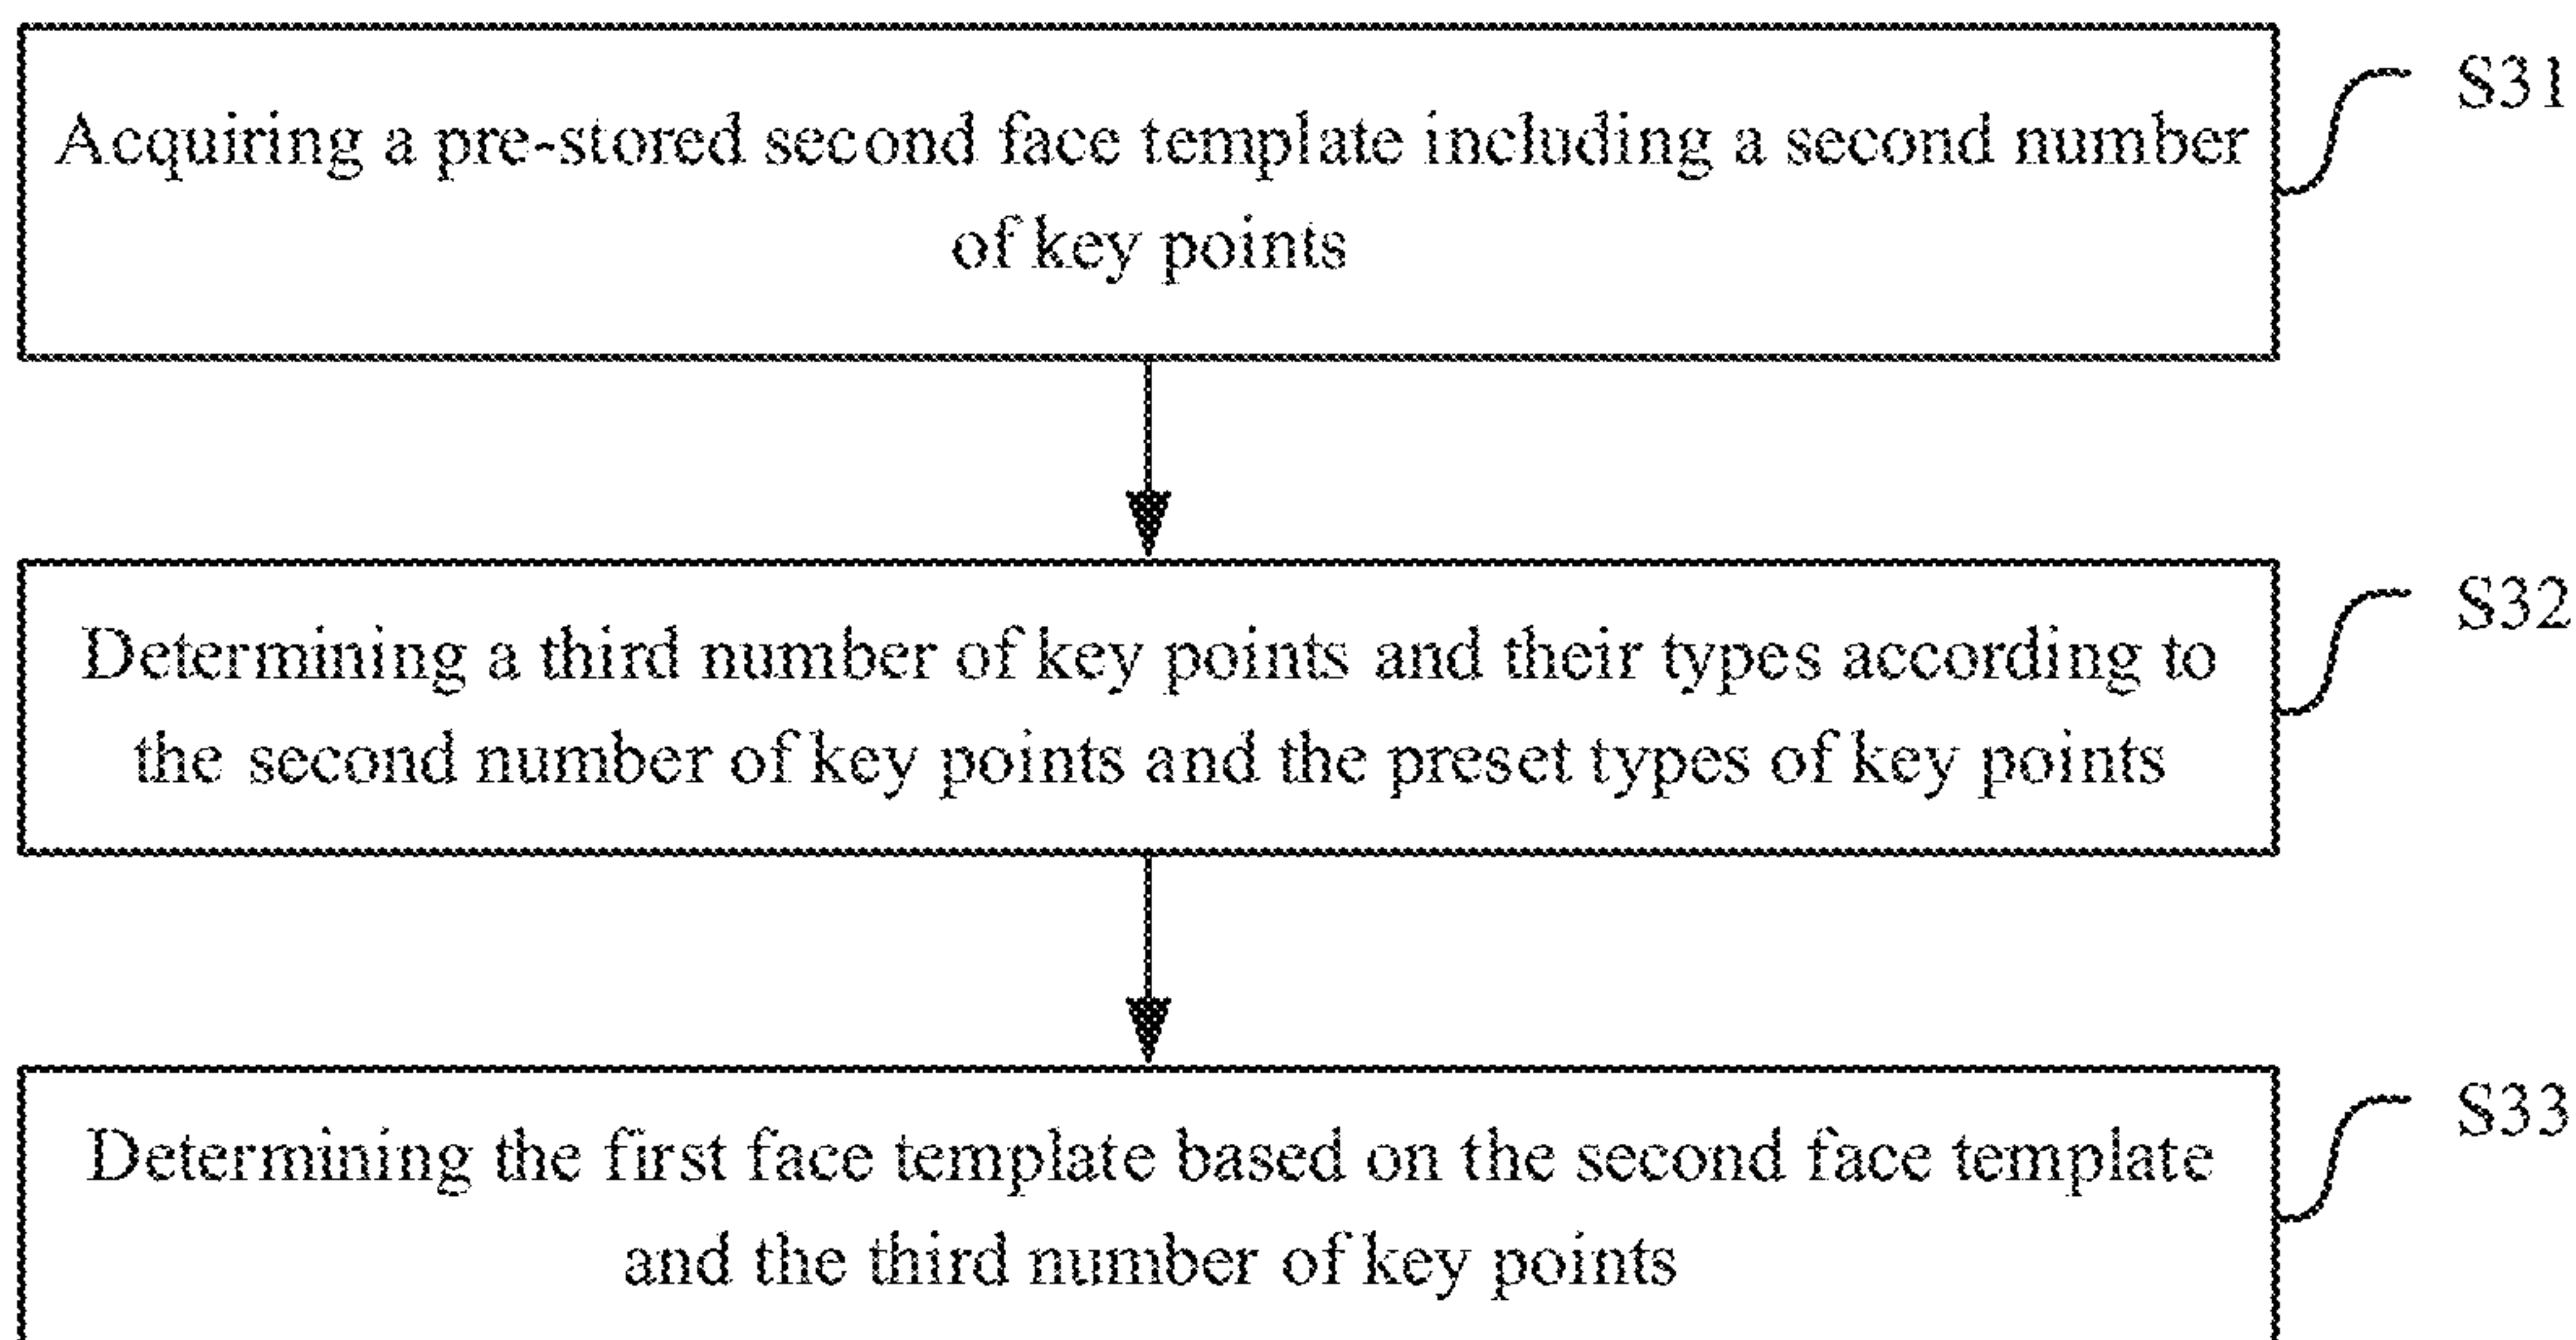 Acquiring a pre-stored second face template including a second number
of key points
S31
Determining a third number of key points and their types according to
the second number of key points and the preset types of key points
S32
Determining the first face template based on the second face template
and the third number of key points
S33